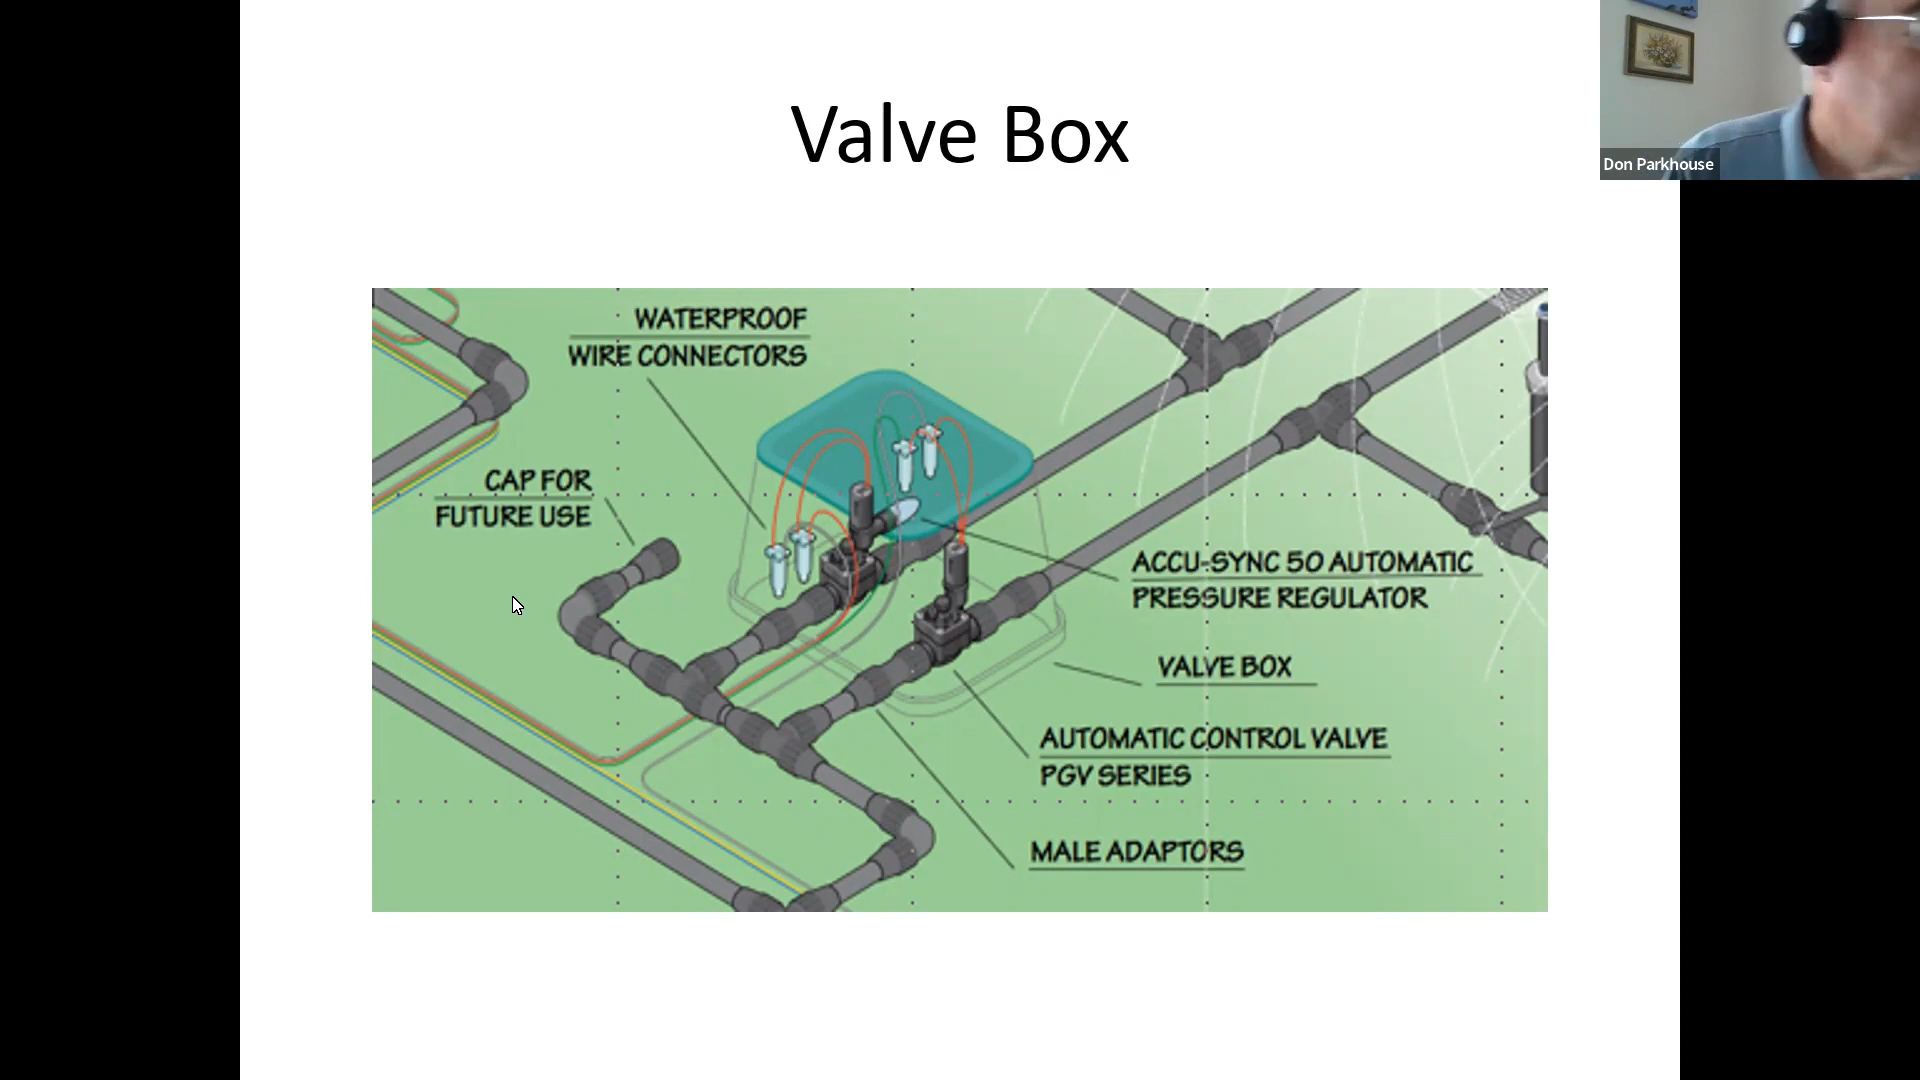 Valve Box
Don Parkhouse
WATERPROOF
WIRE CONNECTORS
CAP FOR
FUTURE USE
ACCU-SYNC 50 AUTOMATIC
PRESSURE REGULATOR
VALVE BOX
AUTOMATIC CONTROL VALVE
PGV SERIES
MALE ADAPTORS